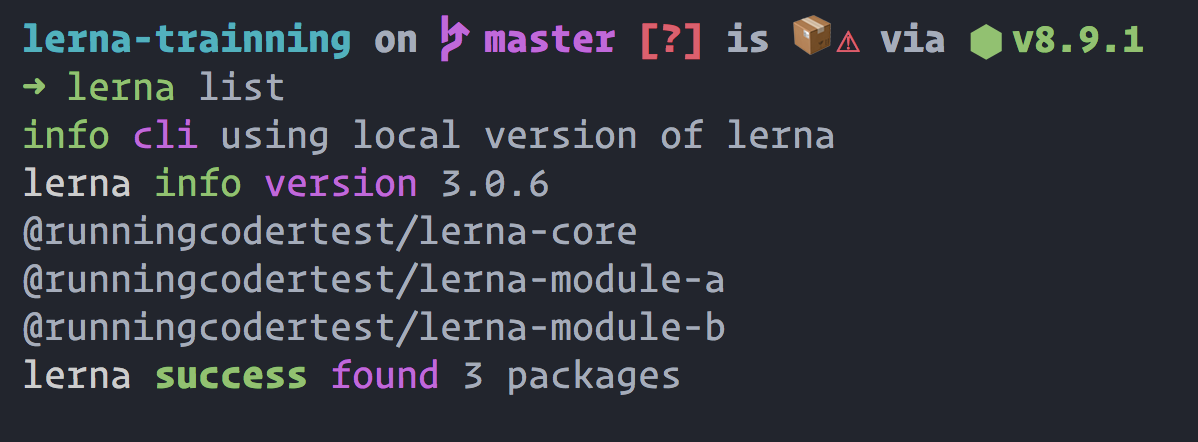 lerna-trainning on master [?] is 📦⚠ via ⬢ v8.9.1
➜ lerna list
info cli using local version of lerna
lerna info version 3.0.6
@runningcodertest/lerna-core
@runningcodertest/lerna-module-a
@runningcodertest/lerna-module-b
lerna success found 3 packages